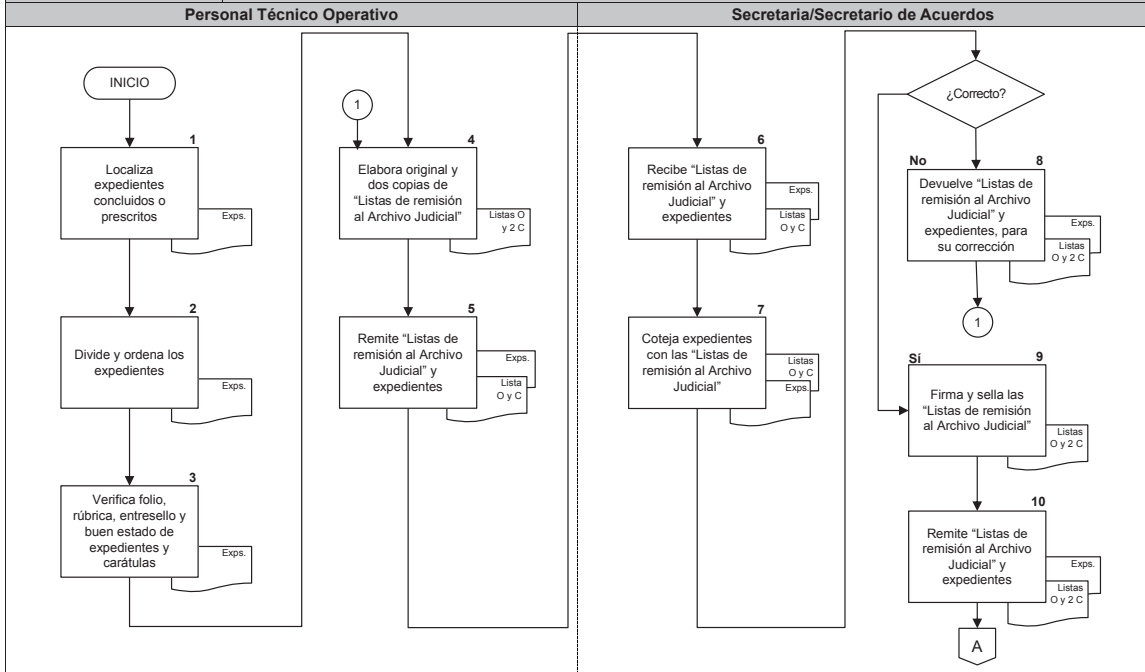 Personal Técnico Operativo
Secretaria/Secretario de Acuerdos
INICIO
1
Localiza
expedientes
concluidos o
prescritos
Exps.
2
Divide y ordena los
expedientes
Exps.
3
Verifica folio,
rúbrica, entresello y
buen estado de
expedientes y
carátulas
Exps.
1
4
Elabora original y
dos copias de
“Listas de remisión
al Archivo Judicial”
Listas O
y 2 C
5
Remite “Listas de
remisión al Archivo
Judicial” y
expedientes
Exps.
Lista
O y C
6
Recibe “Listas de
remisión al Archivo
Judicial” y
expedientes
Exps.
Listas
O y C
7
Coteja expedientes
con las “Listas de
remisión al Archivo
Judicial”
Listas
O y C
Exps.
¿Correcto?
No
8
Devuelve “Listas de
remisión al Archivo
Judicial” y
expedientes, para
su corrección
Exps.
Listas
O y 2 C
1
Sí
9
Firma y sella las
“Listas de remisión
al Archivo Judicial”
Listas
O y 2 C
10
Remite “Listas de
remisión al Archivo
Judicial” y
expedientes
Exps.
Listas
O y 2 C
A